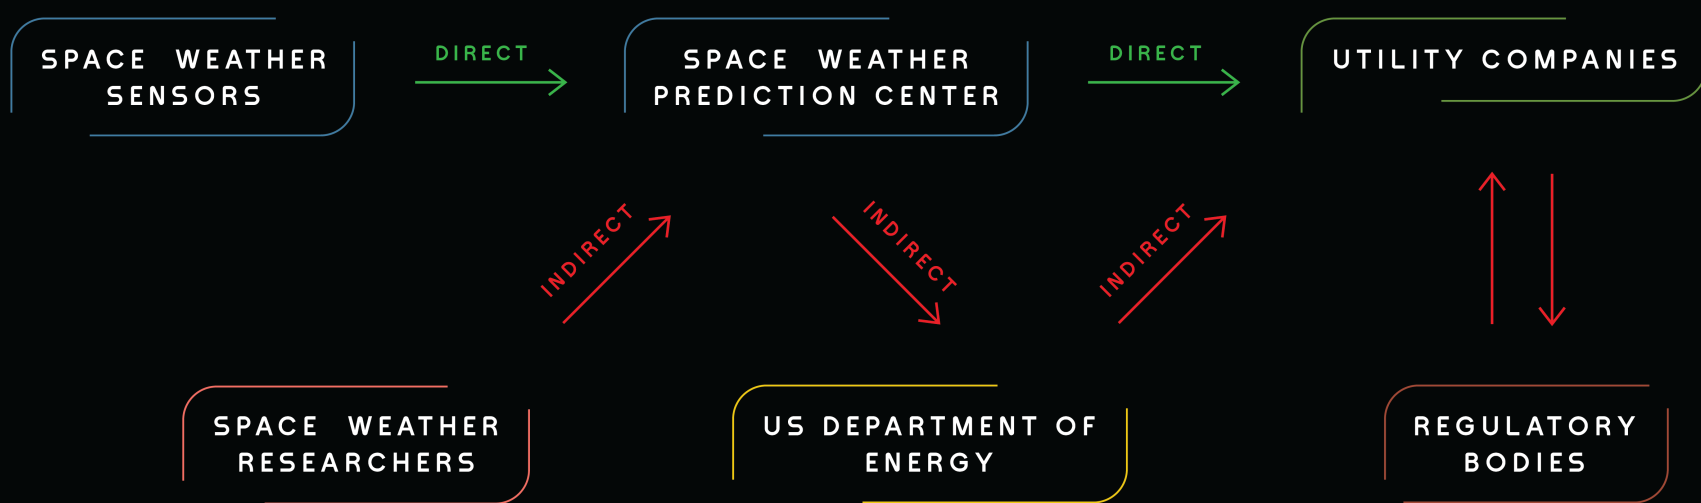 SPACE WEATHER
SENSORS
DIRECT
SPACE WEATHER
PREDICTION CENTER
DIRECT
UTILITY COMPANIES
INDIRECT
INDIRECT
INDIRECT
SPACE WEATHER
RESEARCHERS
US DEPARTMENT OF
ENERGY
REGULATORY
BODIES